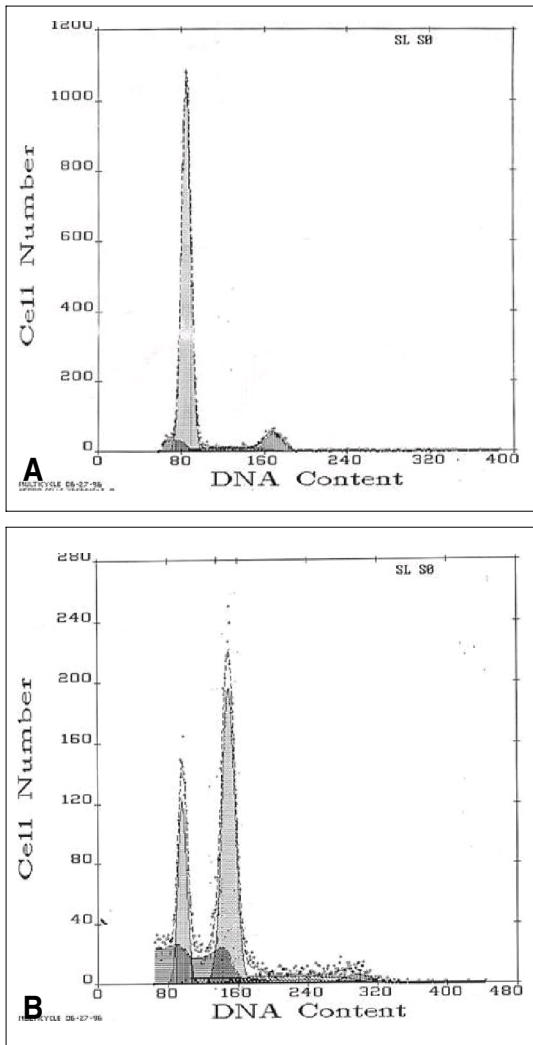 1200
SL S0
1000
800
600
400
200
0
Cell Number
0 80 160 240 320 400
DNA Content
A
MULTICYCLE 06-27-96
280
SL S0
240
200
160
120
80
40
0
Cell Number
0 80 160 240 320 400 480
DNA Content
B
MULTICYCLE 06-27-96